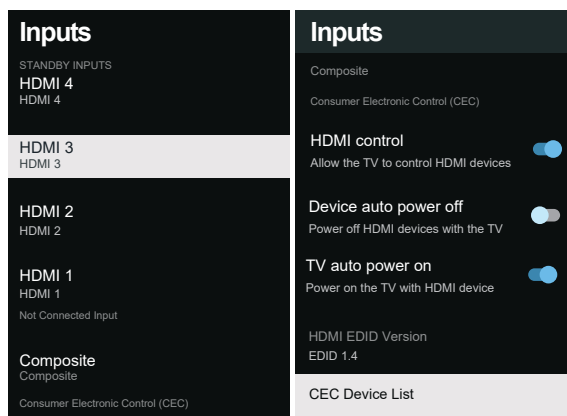 Inputs
STANDBY INPUTS
HDMI 4
HDMI 4
HDMI 3
HDMI 3
HDMI 2
HDMI 2
HDMI 1
HDMI 1
Not Connected Input
Composite
Composite
Consumer Electronic Control (CEC)
Inputs
Composite
Consumer Electronic Control (CEC)
HDMI control
Allow the TV to control HDMI devices
Device auto power off
Power off HDMI devices with the TV
TV auto power on
Power on the TV with HDMI device
HDMI EDID Version
EDID 1.4
CEC Device List